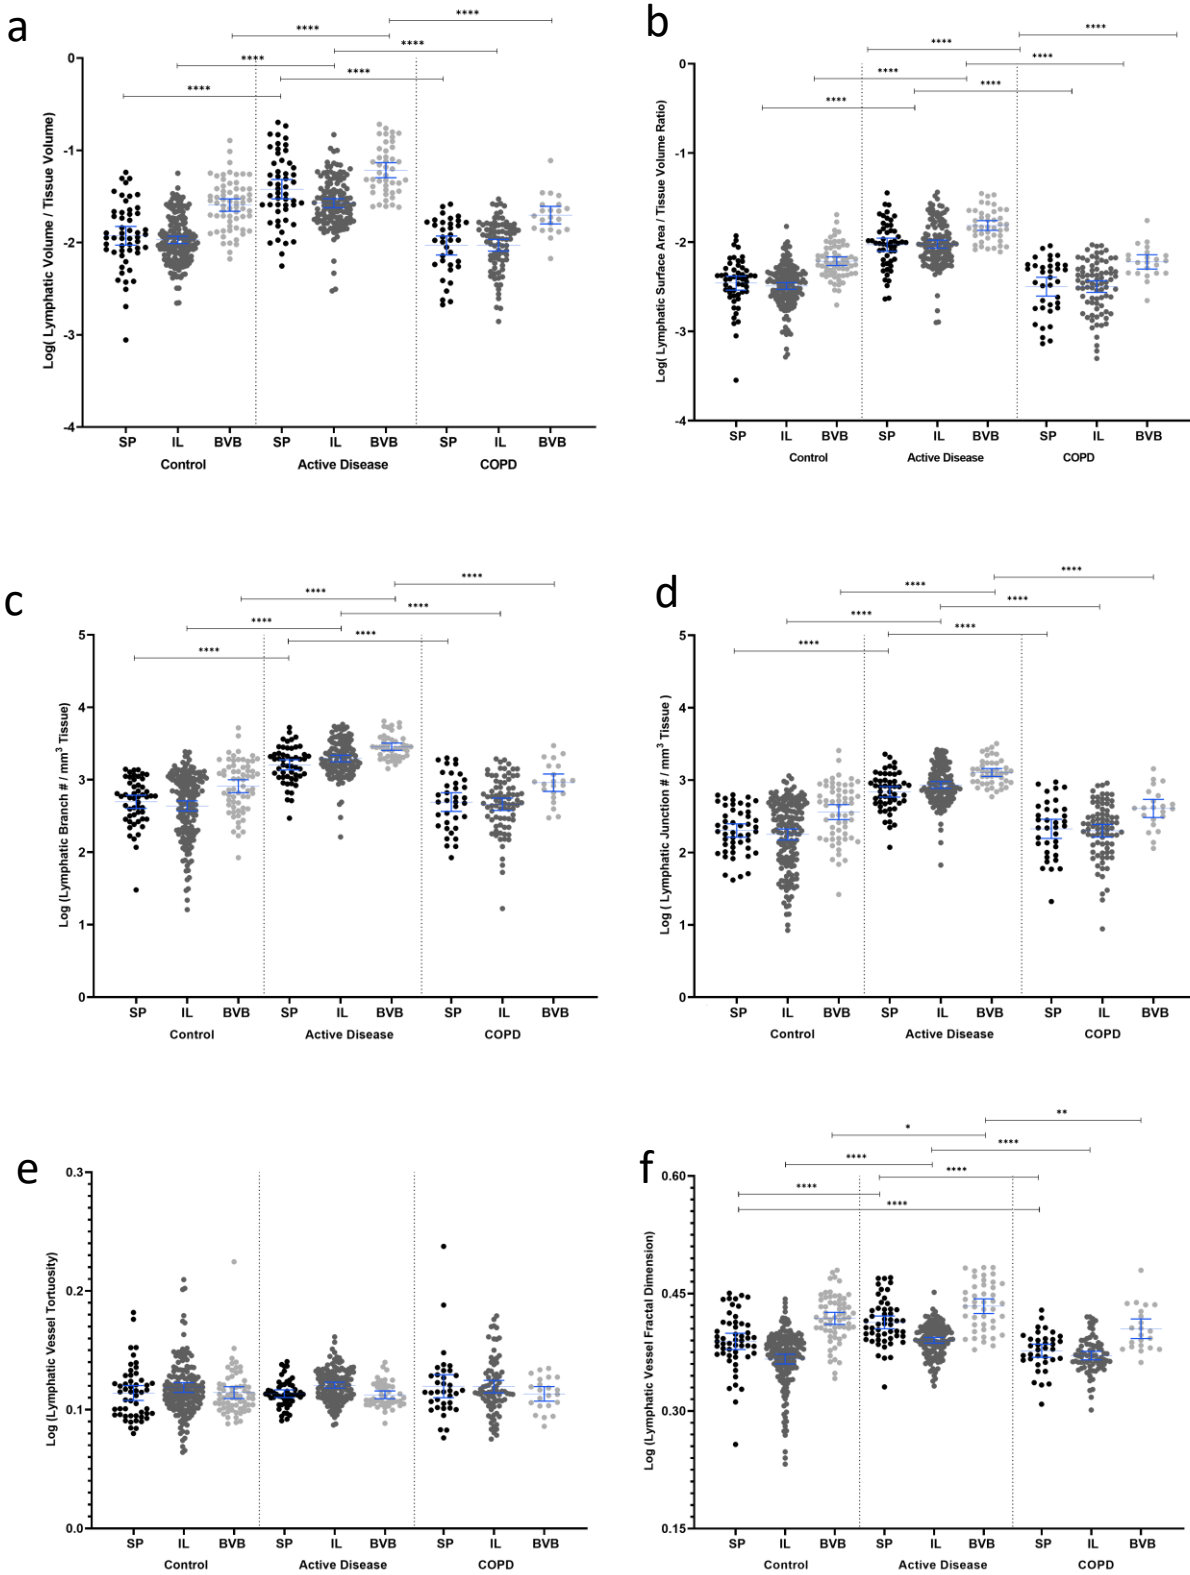 a
****
****
****
****
****
****
0
-1
-2
-3
-4
Log( Lymphatic Volume / Tissue Volume)
SP IL BVB SP IL BVB SP IL BVB
Control Active Disease COPD
b
****
****
****
****
****
****
0
-1
-2
-3
-4
Log( Lymphatic Surface Area / Tissue Volume Ratio)
SP IL BVB SP IL BVB SP IL BVB
Control Active Disease COPD
c
****
****
****
****
****
****
5
4
3
2
1
0
Log (Lymphatic Branch # / mm³ Tissue)
SP IL BVB SP IL BVB SP IL BVB
Control Active Disease COPD
d
****
****
****
****
****
****
5
4
3
2
1
0
Log ( Lymphatic Junction # / mm³ Tissue )
SP IL BVB SP IL BVB SP IL BVB
Control Active Disease COPD
e
0.3
0.2
0.1
0.0
Log (Lymphatic Vessel Tortuosity)
SP IL BVB SP IL BVB SP IL BVB
Control Active Disease COPD
f
**
*
****
****
****
****
****
0.60
0.45
0.30
0.15
Log (Lymphatic Vessel Fractal Dimension)
SP IL BVB SP IL BVB SP IL BVB
Control Active Disease COPD